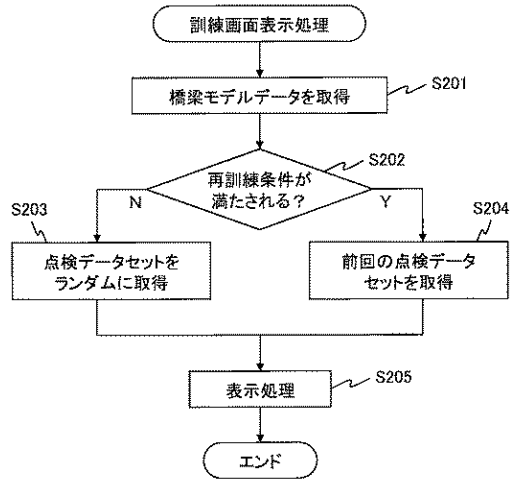 訓練画面表示処理
橋梁モデルデータを取得
S201
再訓練条件が
満たされる？
S202
N
Y
S203
点検データセットを
ランダムに取得
S204
前回の点検データ
セットを取得
表示処理
S205
エンド